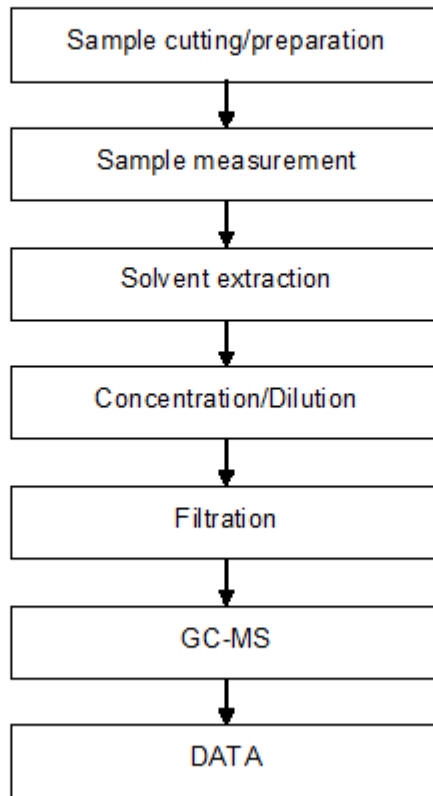 Sample cutting/preparation
Sample measurement
Solvent extraction
Concentration/Dilution
Filtration
GC-MS
DATA